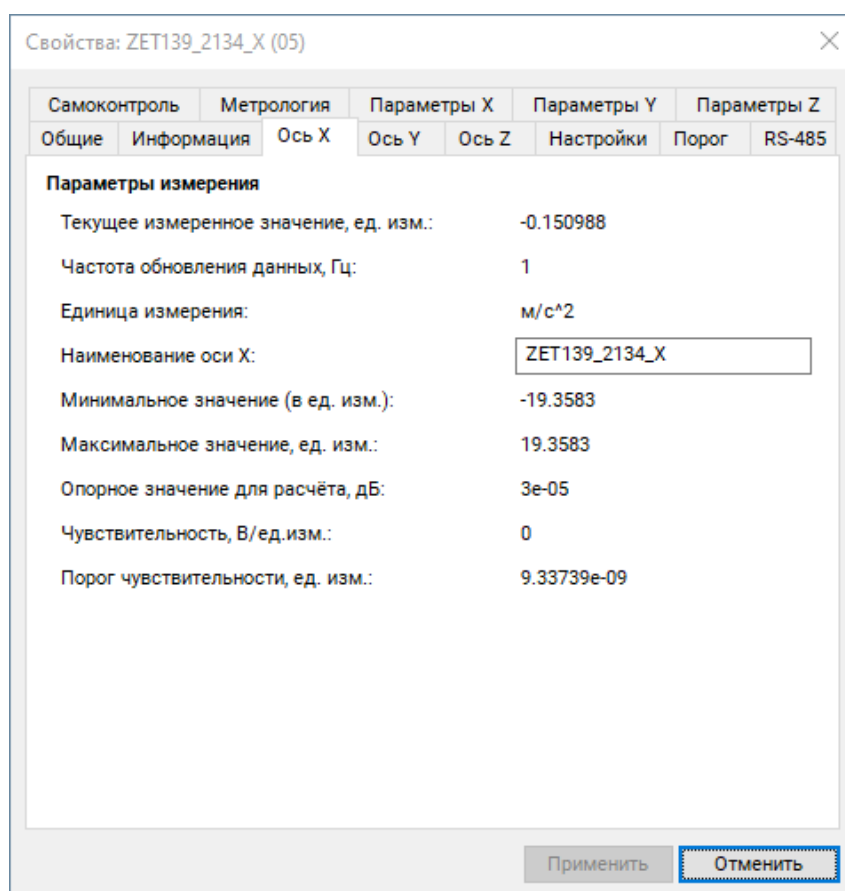 Свойства: ZET139_2134_X (05)
Самоконтроль Метрология Параметры X Параметры Y Параметры Z
Общие Информация Ось X Ось Y Ось Z Настройки Порог RS-485
Параметры измерения
Текущее измеренное значение, ед. изм.: -0.150988
Частота обновления данных, Гц: 1
Единица измерения: м/с^2
Наименование оси X: ZET139_2134_X
Минимальное значение (в ед. изм.): -19.3583
Максимальное значение, ед. изм.: 19.3583
Опорное значение для расчёта, дБ: 3e-05
Чувствительность, В/ед.изм.: 0
Порог чувствительности, ед. изм.: 9.33739e-09
Применить Отменить